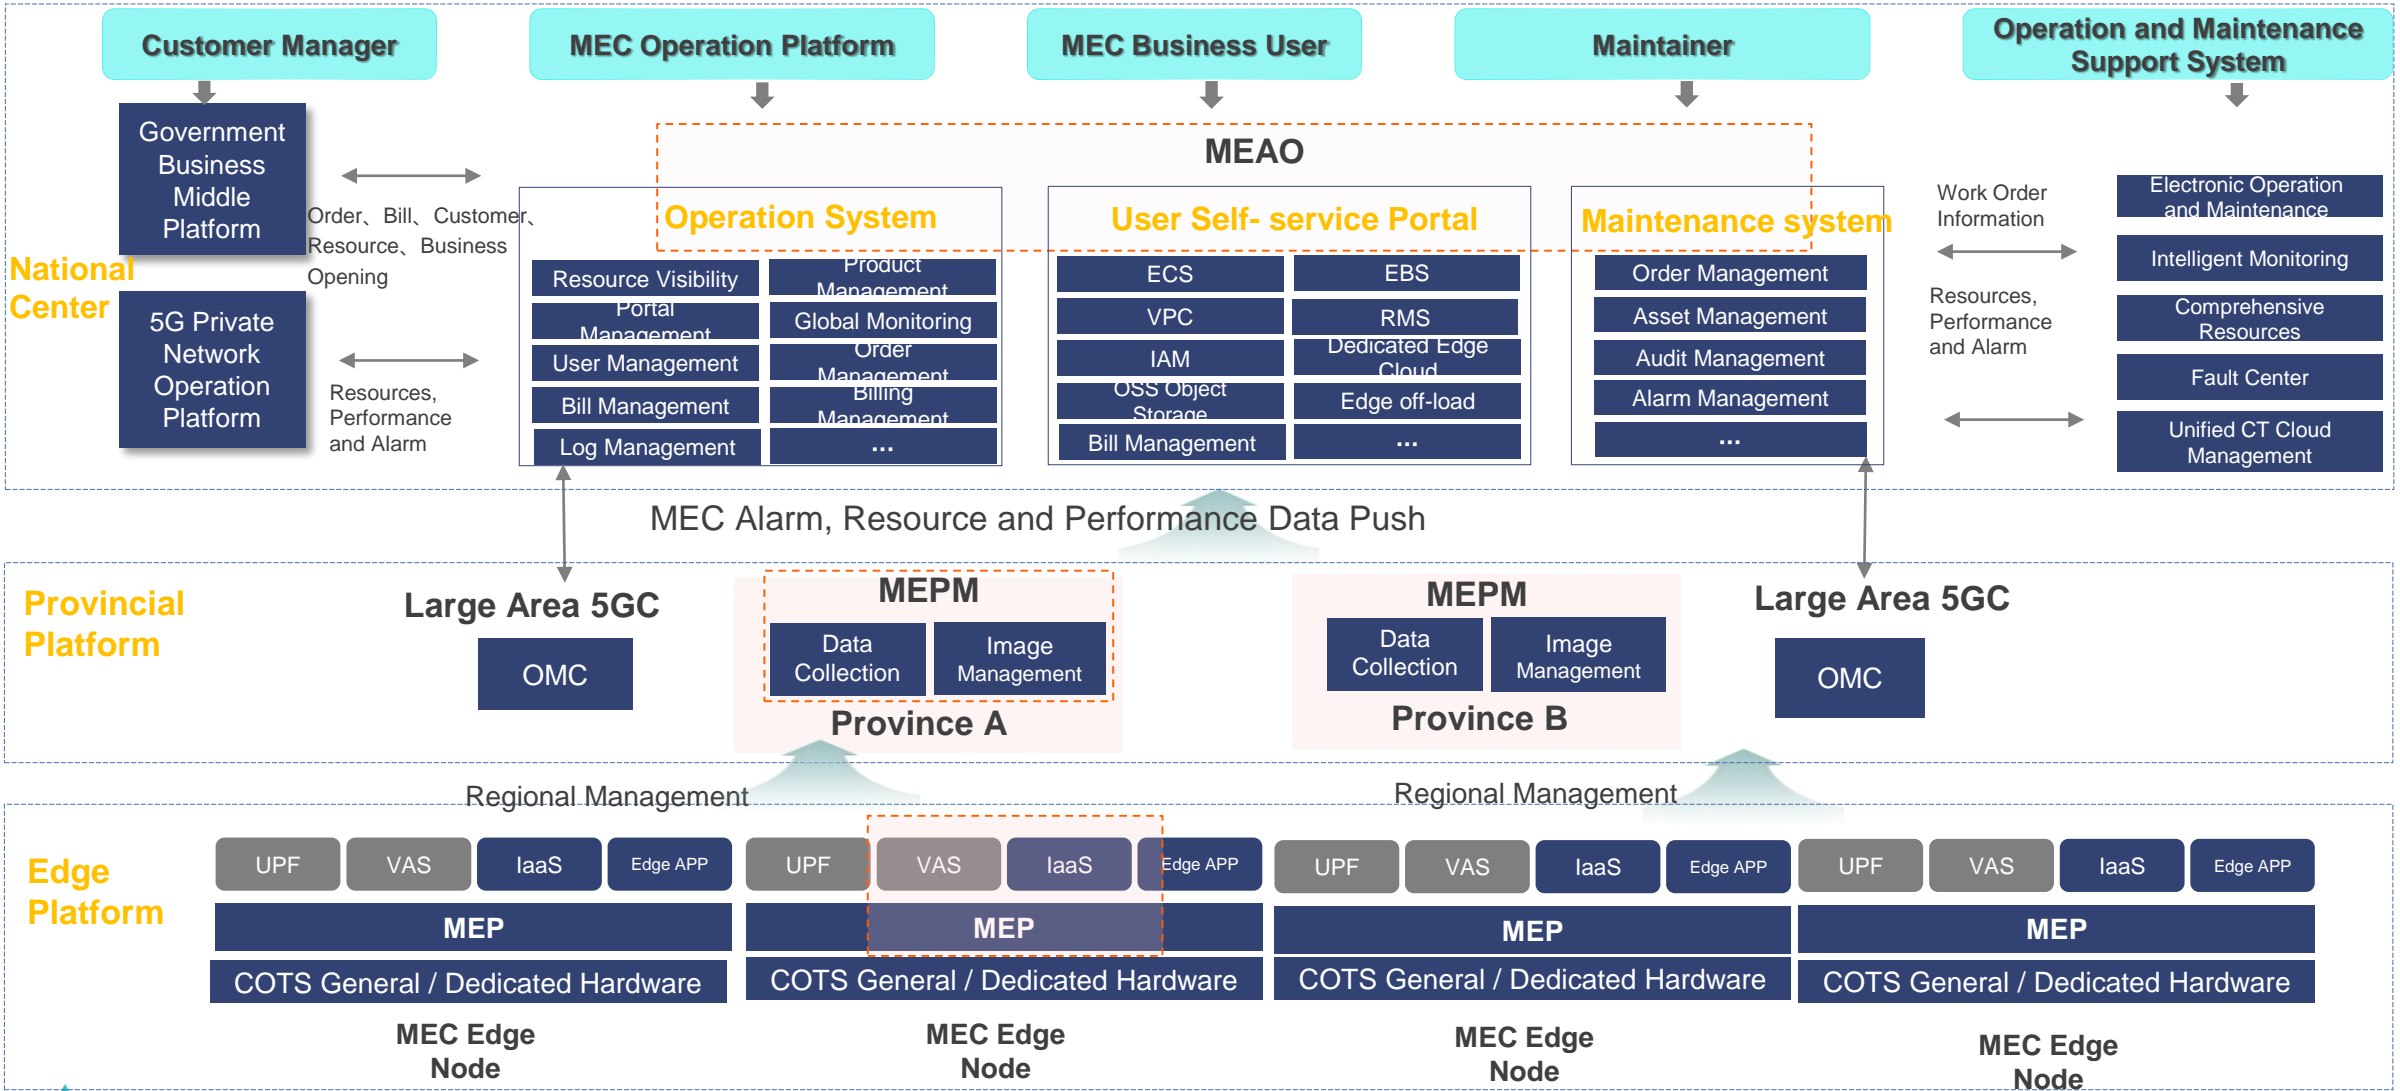 Customer Manager
MEC Operation Platform
MEC Business User
Maintainer
Operation and Maintenance
Support System
National
Center
Government
Business
Middle
Platform
5G Private
Network
Operation
Platform
Order、Bill、Customer、
Resource、Business
Opening
Resources,
Performance
and Alarm
MEAO
Operation System
Resource Visibility
Product
Management
Portal
Management
Global Monitoring
User Management
Order
Management
Bill Management
Billing
Management
Log Management
...
User Self- service Portal
ECS
EBS
VPC
RMS
IAM
Dedicated Edge
Cloud
OSS Object
Storage
Edge off-load
Bill Management
...
Maintenance system
Order Management
Asset Management
Audit Management
Alarm Management
...
Work Order
Information
Resources,
Performance
and Alarm
Electronic Operation
and Maintenance
Intelligent Monitoring
Comprehensive
Resources
Fault Center
Unified CT Cloud
Management
MEC Alarm, Resource and Performance Data Push
Provincial
Platform
Large Area 5GC
OMC
MEPM
Data
Collection
Image
Management
Province A
MEPM
Data
Collection
Image
Management
Province B
Large Area 5GC
OMC
Regional Management
Regional Management
Edge
Platform
UPF
VAS
IaaS
Edge APP
MEP
COTS General / Dedicated Hardware
MEC Edge
Node
UPF
VAS
IaaS
Edge APP
MEP
COTS General / Dedicated Hardware
MEC Edge
Node
UPF
VAS
IaaS
Edge APP
MEP
COTS General / Dedicated Hardware
MEC Edge
Node
UPF
VAS
IaaS
Edge APP
MEP
COTS General / Dedicated Hardware
MEC Edge
Node